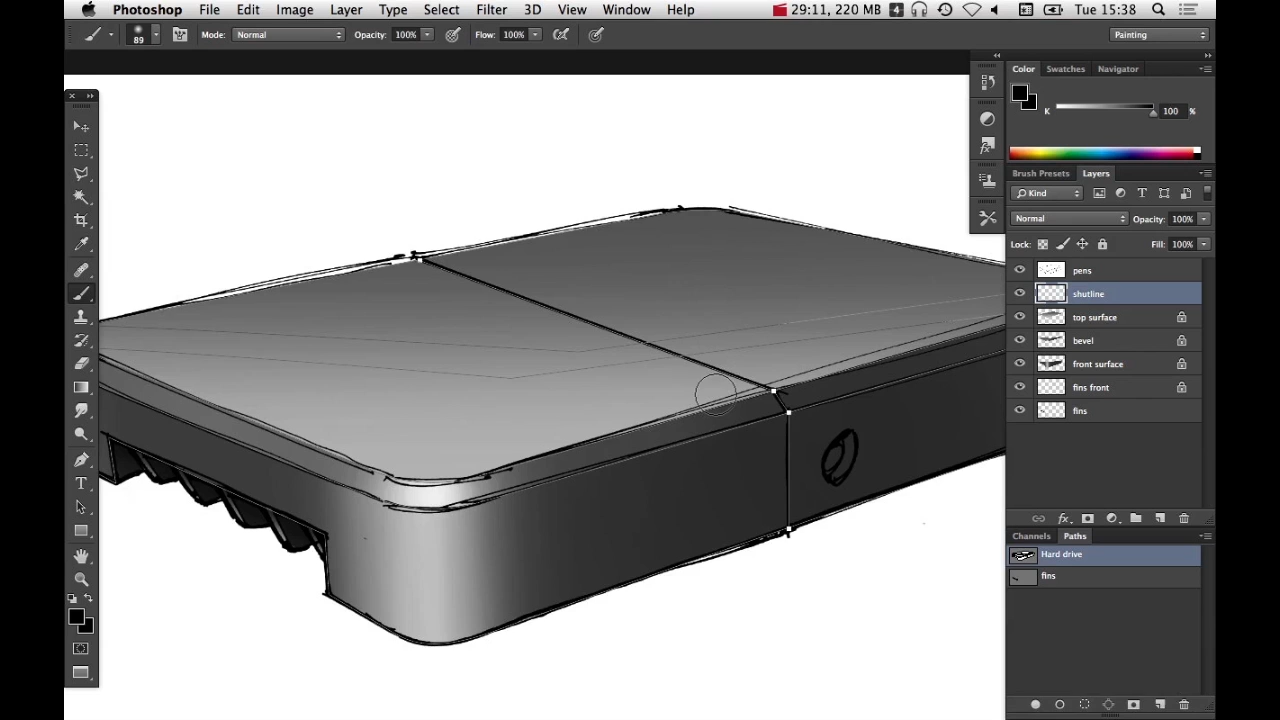 Photoshop File Edit Image Layer Type Select Filter 3D View Window Help 29:11, 220 MB 4 Tue 15:38
89 Mode: Normal Opacity: 100% Flow: 100% Painting
Color Swatches Navigator
K 100 %
Brush Presets Layers
Kind
Normal Opacity: 100%
Lock: Fill: 100%
pens
shutline
top surface
bevel
front surface
fins front
fins
fx
Channels Paths
Hard drive
fins